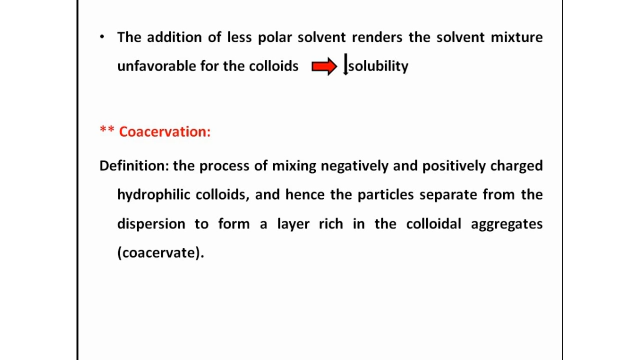 • The addition of less polar solvent renders the solvent mixture
unfavorable for the colloids solubility
** Coacervation:
Definition: the process of mixing negatively and positively charged
hydrophilic colloids, and hence the particles separate from the
dispersion to form a layer rich in the colloidal aggregates
(coacervate).